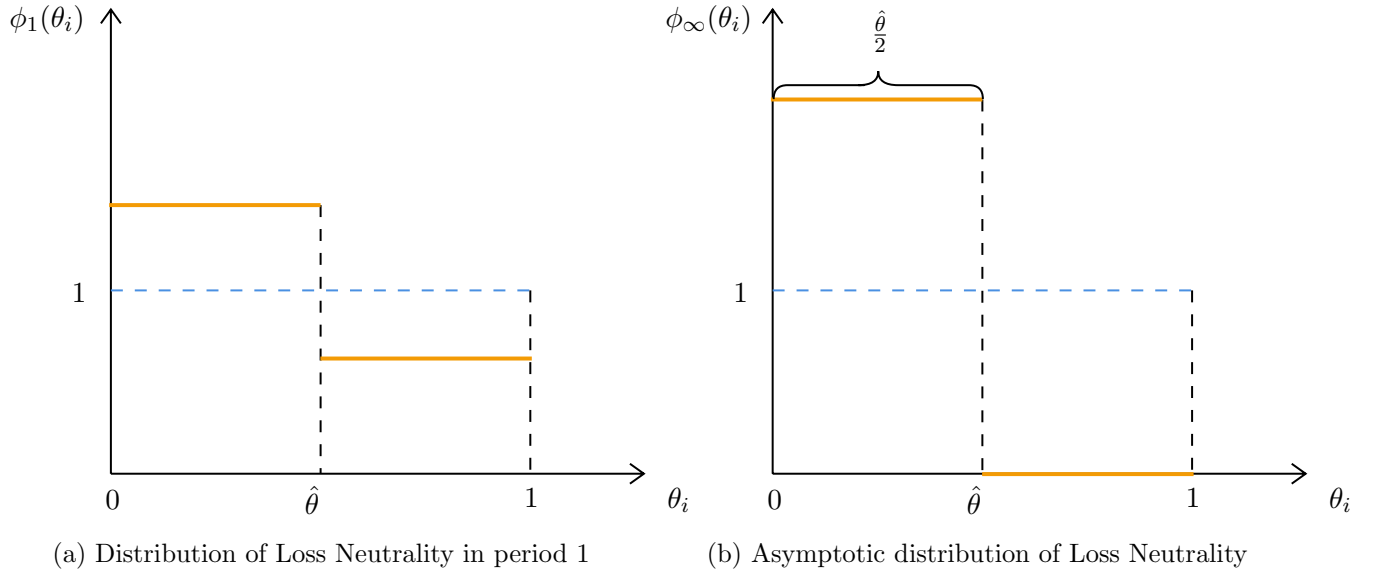 ϕ₁(θᵢ)
1
0
θ̂
1
θᵢ
(a) Distribution of Loss Neutrality in period 1
ϕ∞(θᵢ)
θ̂/2
1
0
θ̂
1
θᵢ
(b) Asymptotic distribution of Loss Neutrality